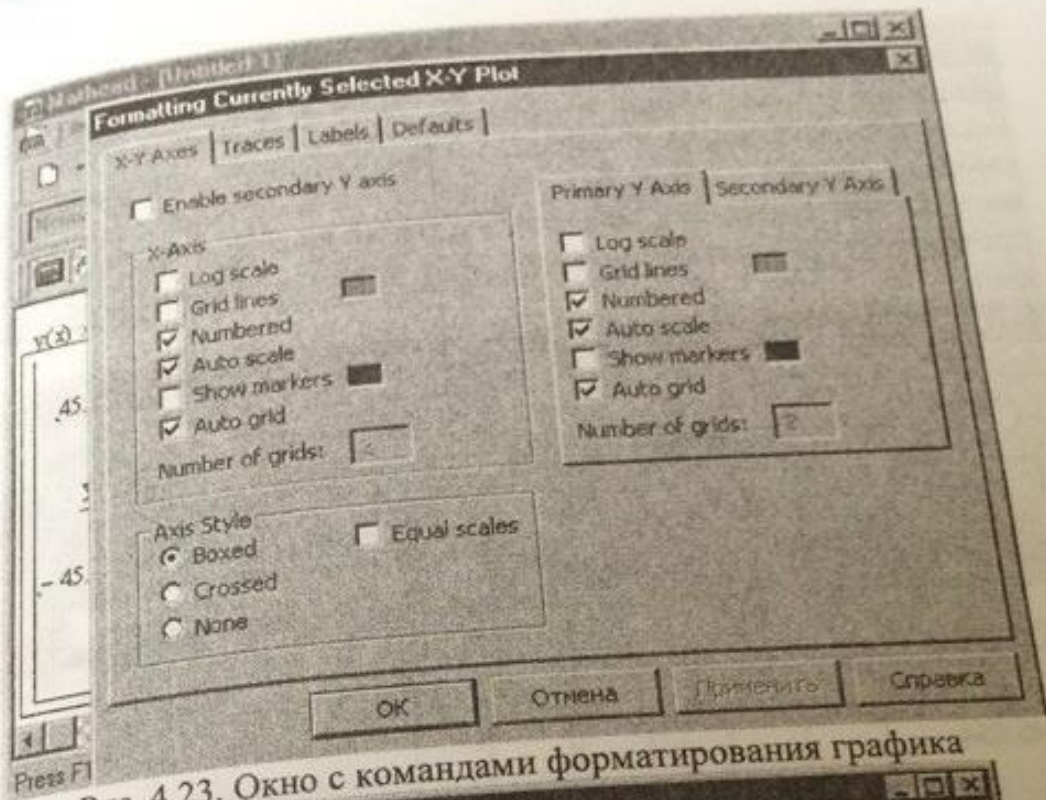 Mathcad - [Untitled 1]
Formatting Currently Selected X-Y Plot
X-Y Axes Traces Labels Defaults
Enable secondary Y axis
X-Axis
Log scale
Grid lines
Numbered
Auto scale
Show markers
Auto grid
Number of grids:
Primary Y Axis Secondary Y Axis
Log scale
Grid lines
Numbered
Auto scale
Show markers
Auto grid
Number of grids: 2
Axis Style
Boxed
Crossed
None
Equal scales
OK Отмена Применить Справка
y(x)
45.
- 45.
Press F1
Рис. 4.23. Окно с командами форматирования графика